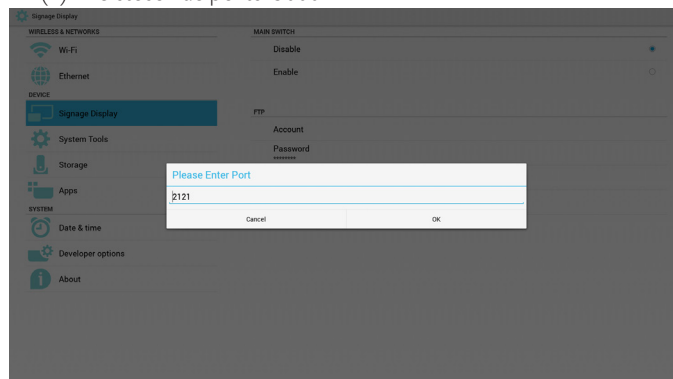 Signage Display
WIRELESS & NETWORKS
Wi-Fi
Ethernet
DEVICE
Signage Display
System Tools
Storage
Apps
SYSTEM
Date & time
Developer options
About
MAIN SWITCH
Disable
Enable
FTP
Account
Password
********
Please Enter Port
2121
Cancel
OK